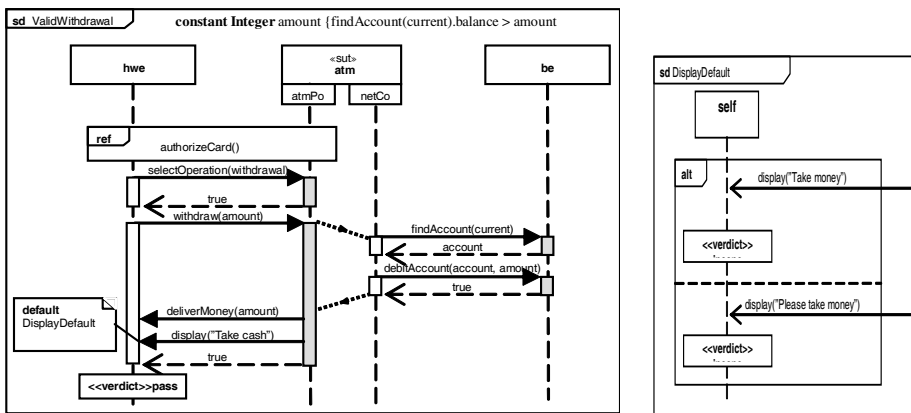 sd ValidWithdrawal
constant Integer amount {findAccount(current).balance > amount
hwe
«sut»
atm
be
atmPo
netCo
ref
authorizeCard()
selectOperation(withdrawal)
true
withdraw(amount)
findAccount(current)
account
debitAccount(account, amount)
true
default
DisplayDefault
deliverMoney(amount)
display("Take cash")
true
<<verdict>>pass
sd DisplayDefault
self
alt
display("Take money")
<<verdict>>
display("Please take money")
<<verdict>>